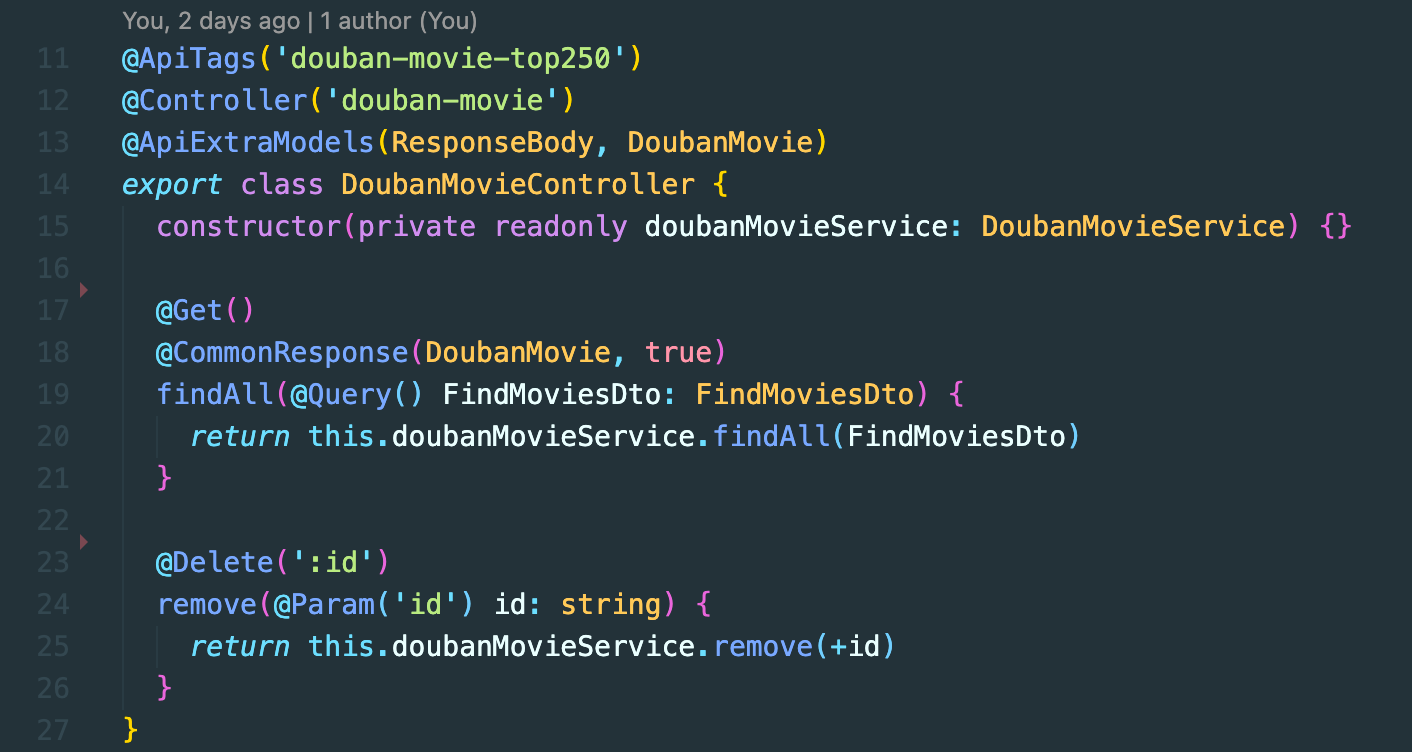 You, 2 days ago | 1 author (You)
11 @ApiTags('douban-movie-top250')
12 @Controller('douban-movie')
13 @ApiExtraModels(ResponseBody, DoubanMovie)
14 export class DoubanMovieController {
15   constructor(private readonly doubanMovieService: DoubanMovieService) {}
16
17   @Get()
18   @CommonResponse(DoubanMovie, true)
19   findAll(@Query() FindMoviesDto: FindMoviesDto) {
20     return this.doubanMovieService.findAll(FindMoviesDto)
21   }
22
23   @Delete(':id')
24   remove(@Param('id') id: string) {
25     return this.doubanMovieService.remove(+id)
26   }
27 }